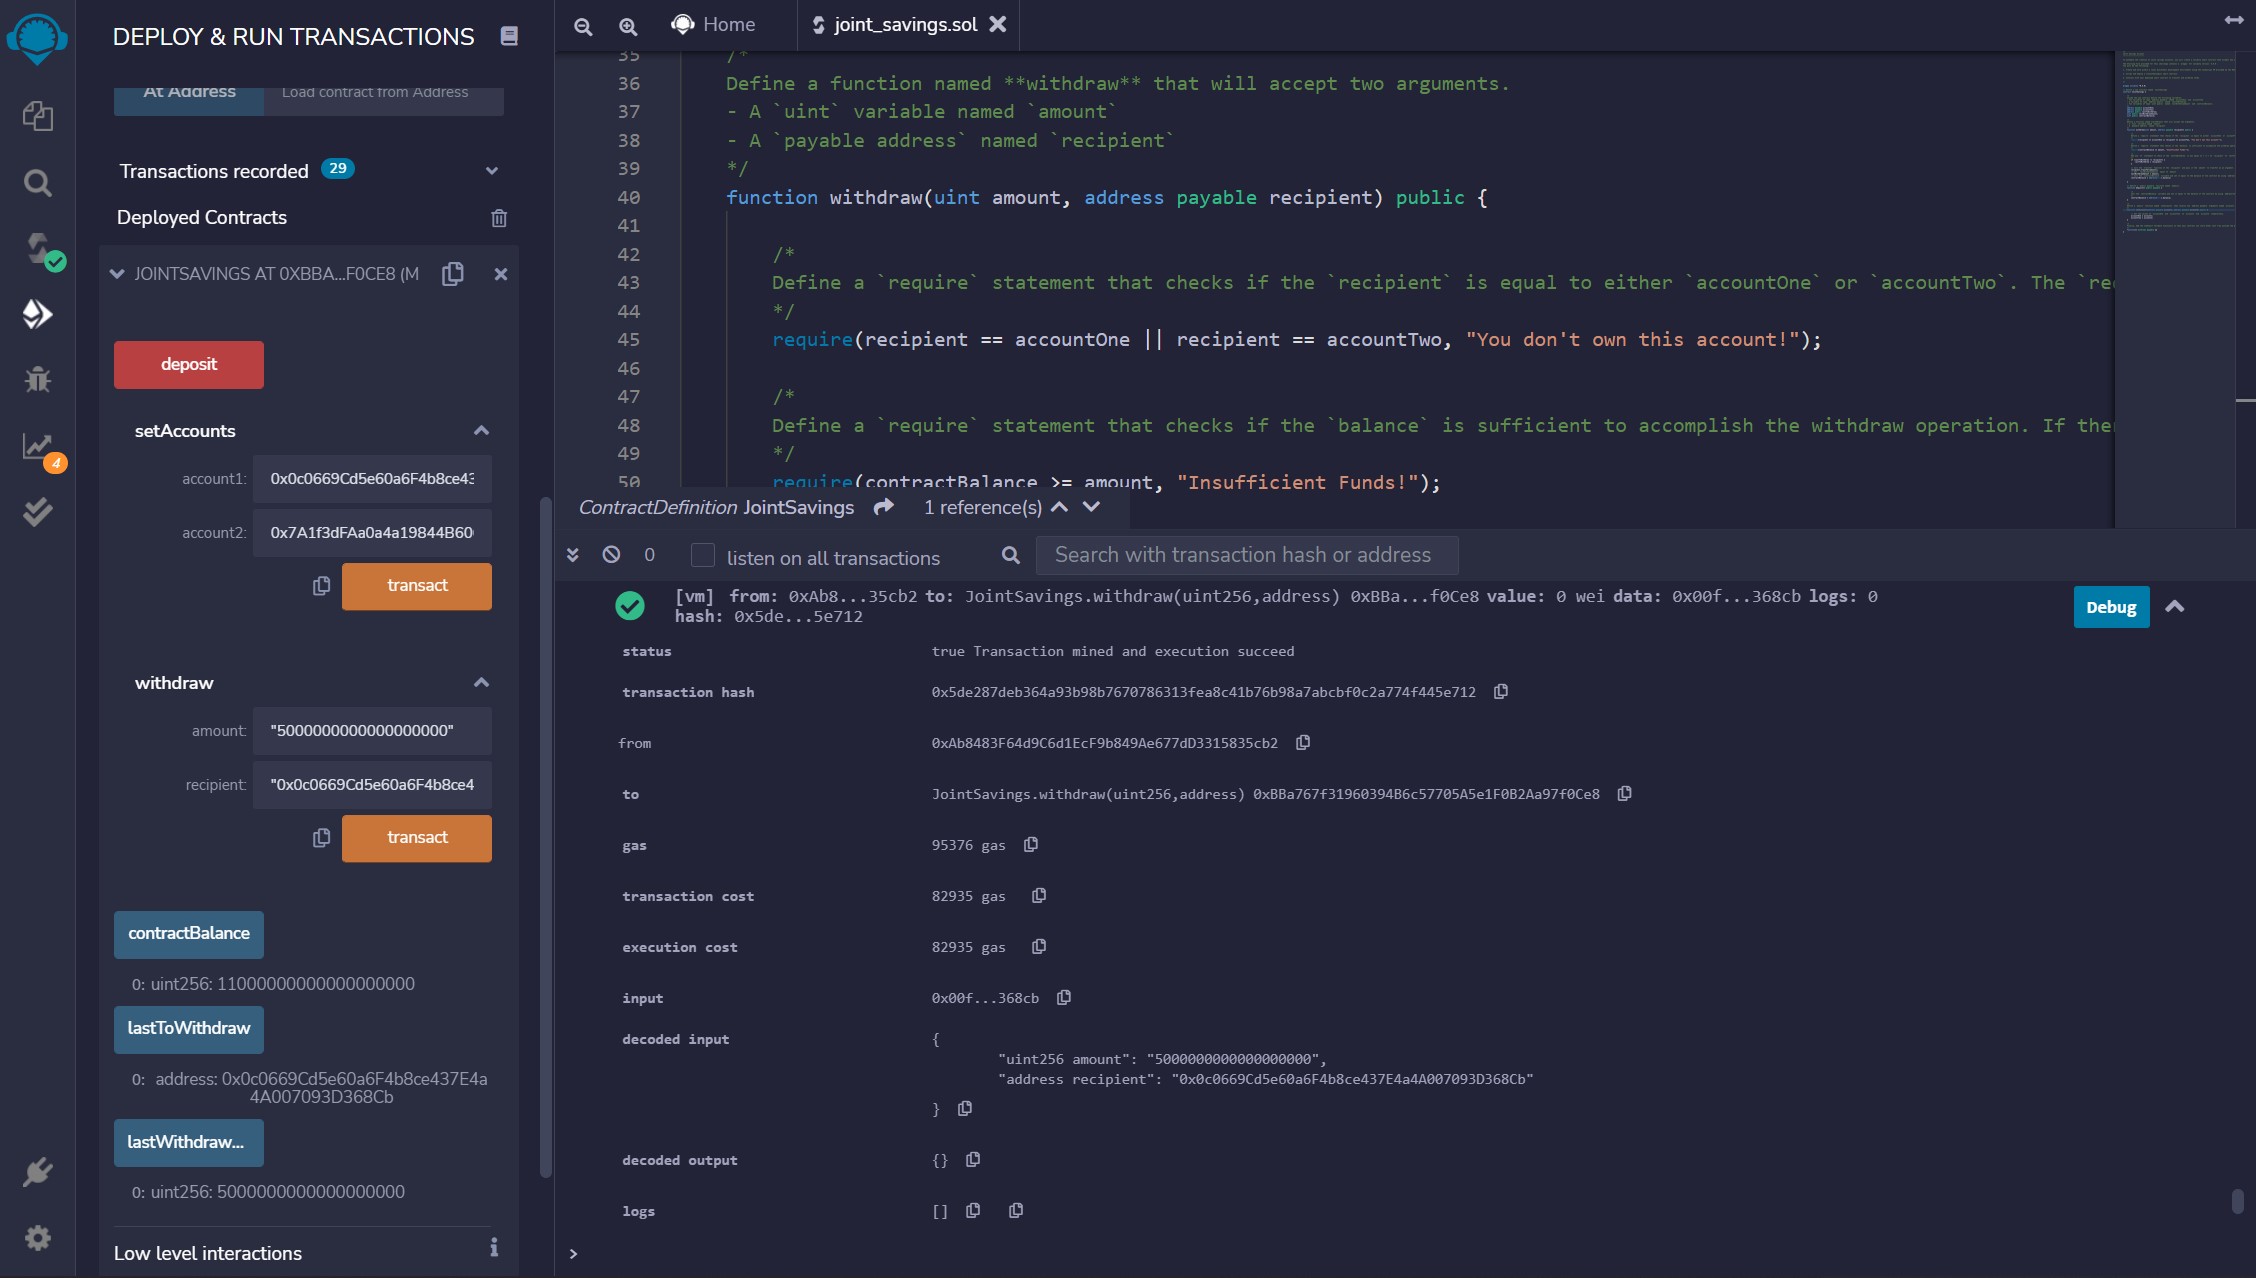 DEPLOY & RUN TRANSACTIONS
At Address
Load contract from Address
Transactions recorded 29
Deployed Contracts
JOINTSAVINGS AT 0XBBA...F0CE8 (M
deposit
setAccounts
account1: 0x0c0669Cd5e60a6F4b8ce43
account2: 0x7A1f3dFAa0a4a19844B60
transact
withdraw
amount: "5000000000000000000"
recipient: "0x0c0669Cd5e60a6F4b8ce4
transact
contractBalance
0: uint256: 11000000000000000000
lastToWithdraw
0: address: 0x0c0669Cd5e60a6F4b8ce437E4a
4A007093D368Cb
lastWithdraw...
0: uint256: 5000000000000000000
Low level interactions
4
Home
joint_savings.sol
35 /*
36 Define a function named **withdraw** that will accept two arguments.
37 - A `uint` variable named `amount`
38 - A `payable address` named `recipient`
39 */
40 function withdraw(uint amount, address payable recipient) public {
41
42 /*
43 Define a `require` statement that checks if the `recipient` is equal to either `accountOne` or `accountTwo`. The `re
44 */
45 require(recipient == accountOne || recipient == accountTwo, "You don't own this account!");
46
47 /*
48 Define a `require` statement that checks if the `balance` is sufficient to accomplish the withdraw operation. If the
49 */
50 require(contractBalance >= amount, "Insufficient Funds!");
ContractDefinition JointSavings 1 reference(s)
0 listen on all transactions Search with transaction hash or address
[vm] from: 0xAb8...35cb2 to: JointSavings.withdraw(uint256,address) 0xBBa...f0Ce8 value: 0 wei data: 0x00f...368cb logs: 0
hash: 0x5de...5e712
Debug
status true Transaction mined and execution succeed
transaction hash 0x5de287deb364a93b98b7670786313fea8c41b76b98a7abcbf0c2a774f445e712
from 0xAb8483F64d9C6d1EcF9b849Ae677dD3315835cb2
to JointSavings.withdraw(uint256,address) 0xBBa767f31960394B6c57705A5e1F0B2Aa97f0Ce8
gas 95376 gas
transaction cost 82935 gas
execution cost 82935 gas
input 0x00f...368cb
decoded input {
"uint256 amount": "5000000000000000000",
"address recipient": "0x0c0669Cd5e60a6F4b8ce437E4a4A007093D368Cb"
}
decoded output {}
logs []
>